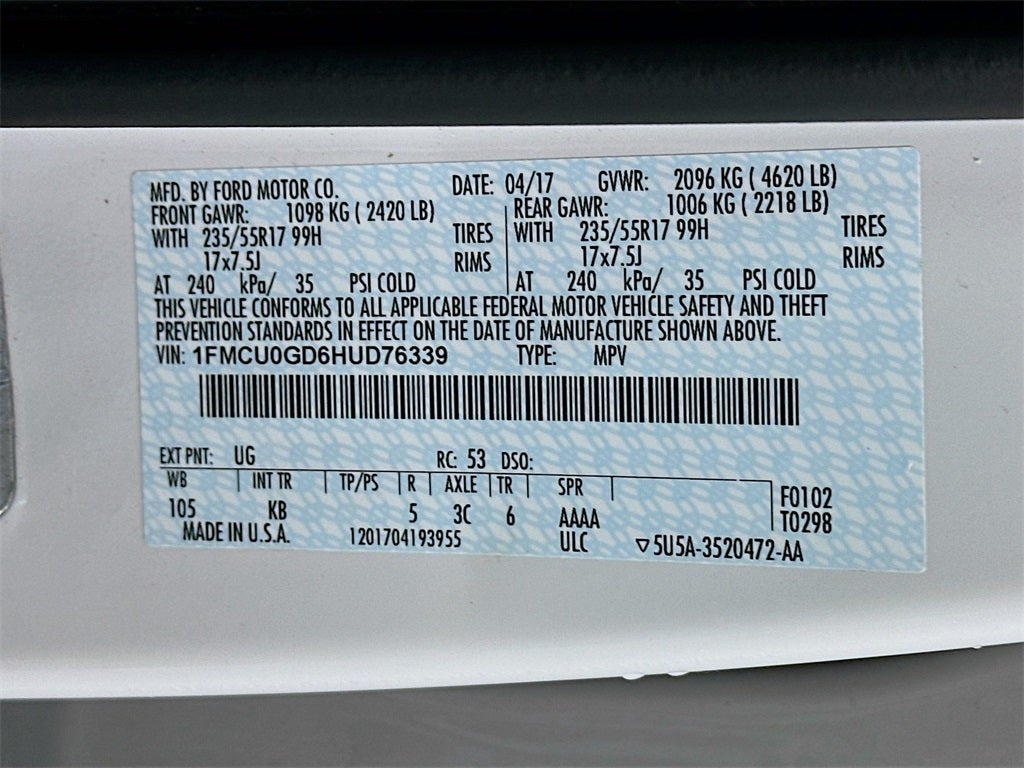 MFD. BY FORD MOTOR CO. DATE: 04/17 GVWR: 2096 KG ( 4620 LB)
FRONT GAWR: 1098 KG ( 2420 LB) REAR GAWR: 1006 KG ( 2218 LB)
WITH 235/55R17 99H TIRES WITH 235/55R17 99H TIRES
17x7.5J RIMS 17x7.5J RIMS
AT 240 kPa/ 35 PSI COLD AT 240 kPa/ 35 PSI COLD
THIS VEHICLE CONFORMS TO ALL APPLICABLE FEDERAL MOTOR VEHICLE SAFETY AND THEFT
PREVENTION STANDARDS IN EFFECT ON THE DATE OF MANUFACTURE SHOWN ABOVE.
VIN: 1FMCU0GD6HUD76339 TYPE: MPV
EXT PNT: UG RC: 53 DSO:
WB INT TR TP/PS R AXLE TR SPR F0102
105 KB 5 3C 6 AAAA T0298
MADE IN U.S.A. 1201704193955 ULC ▽5U5A-3520472-AA